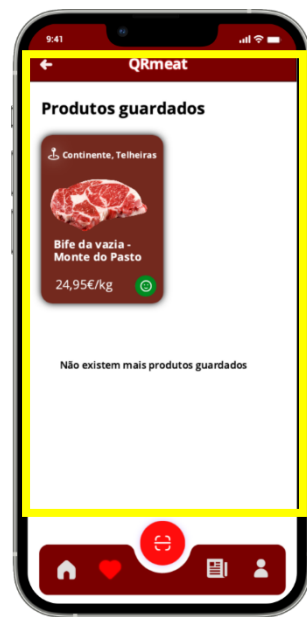 9:41
QRmeat
Produtos guardados
Continente, Telheiras
Bife da vazia -
Monte do Pasto
24,95€/kg
Não existem mais produtos guardados